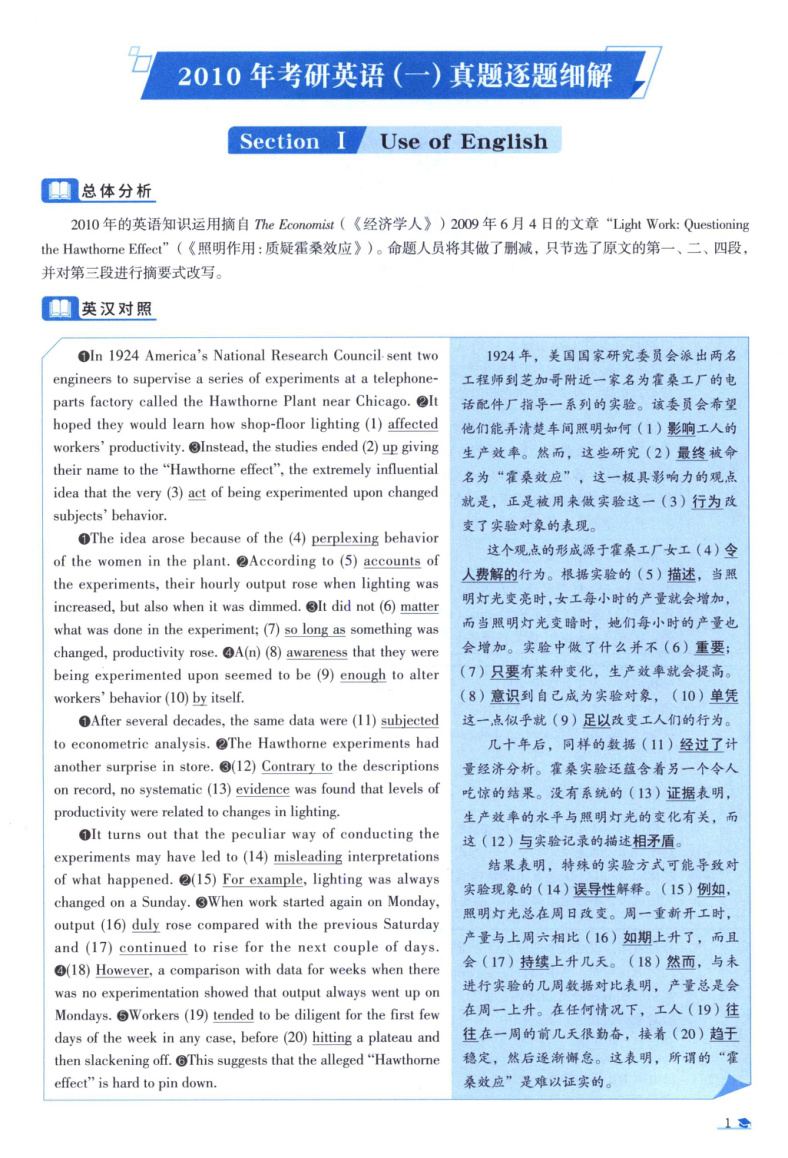 2010 年考研英语(一)真题逐题细解
Section Ⅰ Use of English
总体分析
2010 年的英语知识运用摘自 The Economist(《经济学人》)2009 年 6 月 4 日的文章 “Light Work: Questioning
the Hawthorne Effect”(《照明作用:质疑霍桑效应》)。命题人员将其做了删减,只节选了原文的第一、二、四段,
并对第三段进行摘要式改写。
英汉对照
❶In 1924 America’s National Research Council sent two
engineers to supervise a series of experiments at a telephone-
parts factory called the Hawthorne Plant near Chicago. ❷It
hoped they would learn how shop-floor lighting (1) affected
workers’ productivity. ❸Instead, the studies ended (2) up giving
their name to the “Hawthorne effect”, the extremely influential
idea that the very (3) act of being experimented upon changed
subjects’ behavior.
❶The idea arose because of the (4) perplexing behavior
of the women in the plant. ❷According to (5) accounts of
the experiments, their hourly output rose when lighting was
increased, but also when it was dimmed. ❸It did not (6) matter
what was done in the experiment; (7) so long as something was
changed, productivity rose. ❹A(n) (8) awareness that they were
being experimented upon seemed to be (9) enough to alter
workers’ behavior (10) by itself.
❶After several decades, the same data were (11) subjected
to econometric analysis. ❷The Hawthorne experiments had
another surprise in store. ❸(12) Contrary to the descriptions
on record, no systematic (13) evidence was found that levels of
productivity were related to changes in lighting.
❶It turns out that the peculiar way of conducting the
experiments may have led to (14) misleading interpretations
of what happened. ❷(15) For example, lighting was always
changed on a Sunday. ❸When work started again on Monday,
output (16) duly rose compared with the previous Saturday
and (17) continued to rise for the next couple of days.
❹(18) However, a comparison with data for weeks when there
was no experimentation showed that output always went up on
Mondays. ❺Workers (19) tended to be diligent for the first few
days of the week in any case, before (20) hitting a plateau and
then slackening off. ❻This suggests that the alleged “Hawthorne
effect” is hard to pin down.
1924 年,美国国家研究委员会派出两名
工程师到芝加哥附近一家名为霍桑工厂的电
话配件厂指导一系列的实验。该委员会希望
他们能弄清楚车间照明如何(1)影响工人的
生产效率。然而,这些研究(2)最终被命
名为“霍桑效应”,这一极具影响力的观点
就是,正是被用来做实验这一(3)行为改
变了实验对象的表现。
这个观点的形成源于霍桑工厂女工(4)令
人费解的行为。根据实验的(5)描述,当照
明灯光变亮时,女工每小时的产量就会增加,
而当照明灯光变暗时,她们每小时的产量也
会增加。实验中做了什么并不(6)重要;
(7)只要有某种变化,生产效率就会提高。
(8)意识到自己成为实验对象,(10)单凭
这一点似乎就(9)足以改变工人们的行为。
几十年后,同样的数据(11)经过了计
量经济分析。霍桑实验还蕴含着另一个令人
吃惊的结果。没有系统的(13)证据表明,
生产效率的水平与照明灯光的变化有关,而
这(12)与实验记录的描述相矛盾。
结果表明,特殊的实验方式可能导致对
实验现象的(14)误导性解释。(15)例如,
照明灯光总在周日改变。周一重新开工时,
产量与上周六相比(16)如期上升了,而且
会(17)持续上升几天。(18)然而,与未
进行实验的几周数据对比表明,产量总是会
在周一上升。在任何情况下,工人(19)往
往在一周的前几天很勤奋,接着(20)趋于
稳定,然后逐渐懈怠。这表明,所谓的“霍
桑效应”是难以证实的。
1